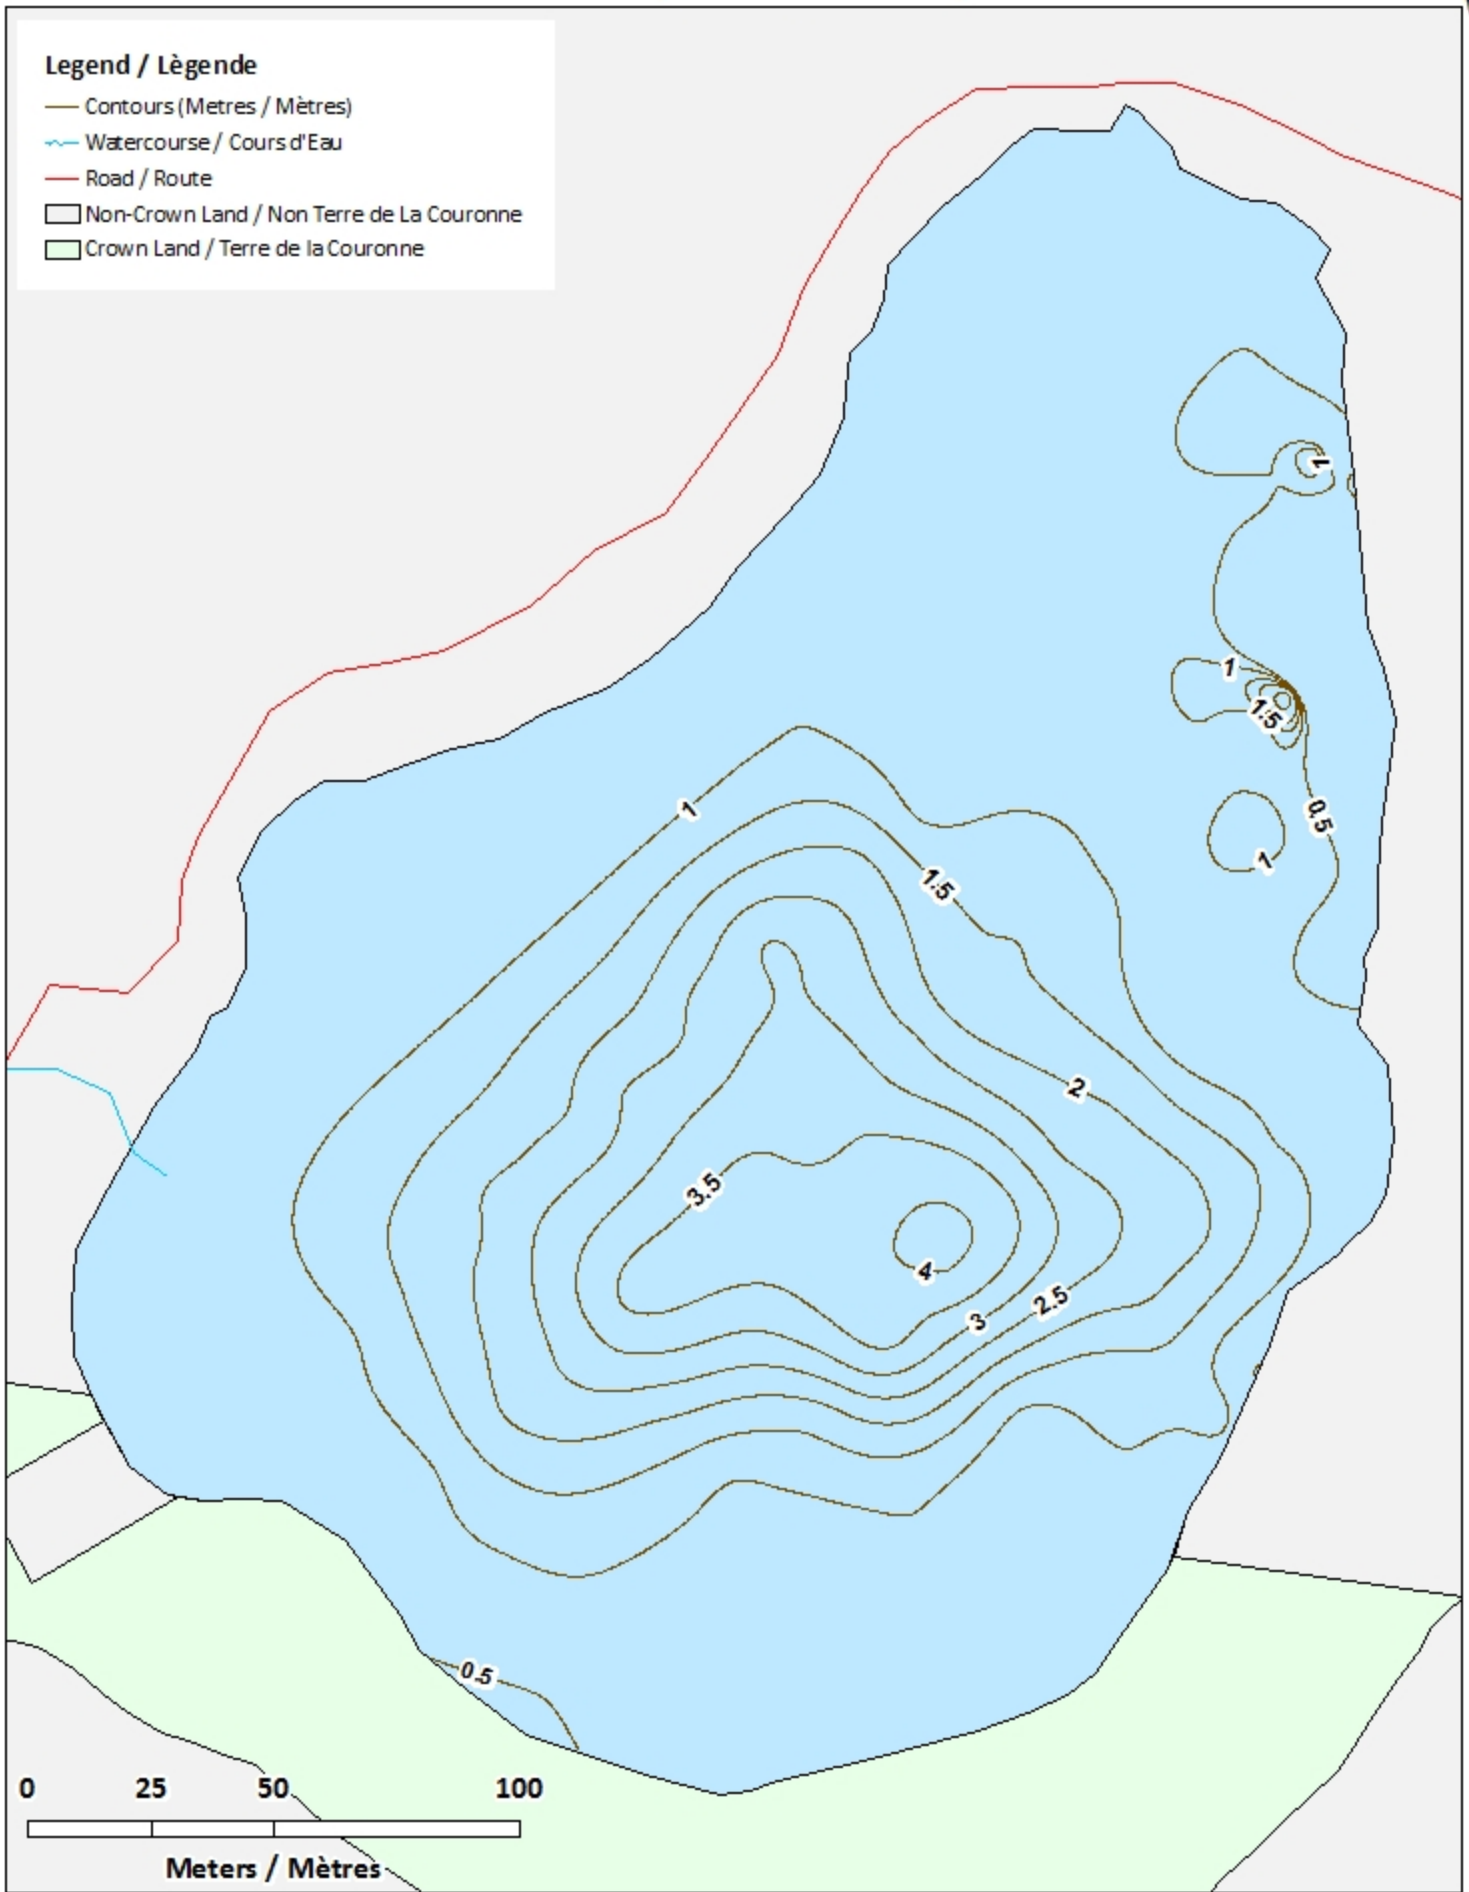 Legend / Lègende
Contours (Metres / Mètres)
Watercourse / Cours d'Eau
Road / Route
Non-Crown Land / Non Terre de La Couronne
Crown Land / Terre de la Couronne
1
1
1.5
1
0.5
1.5
1
2
3.5
4
2.5
3
0.5
0 25 50 100
Meters / Mètres